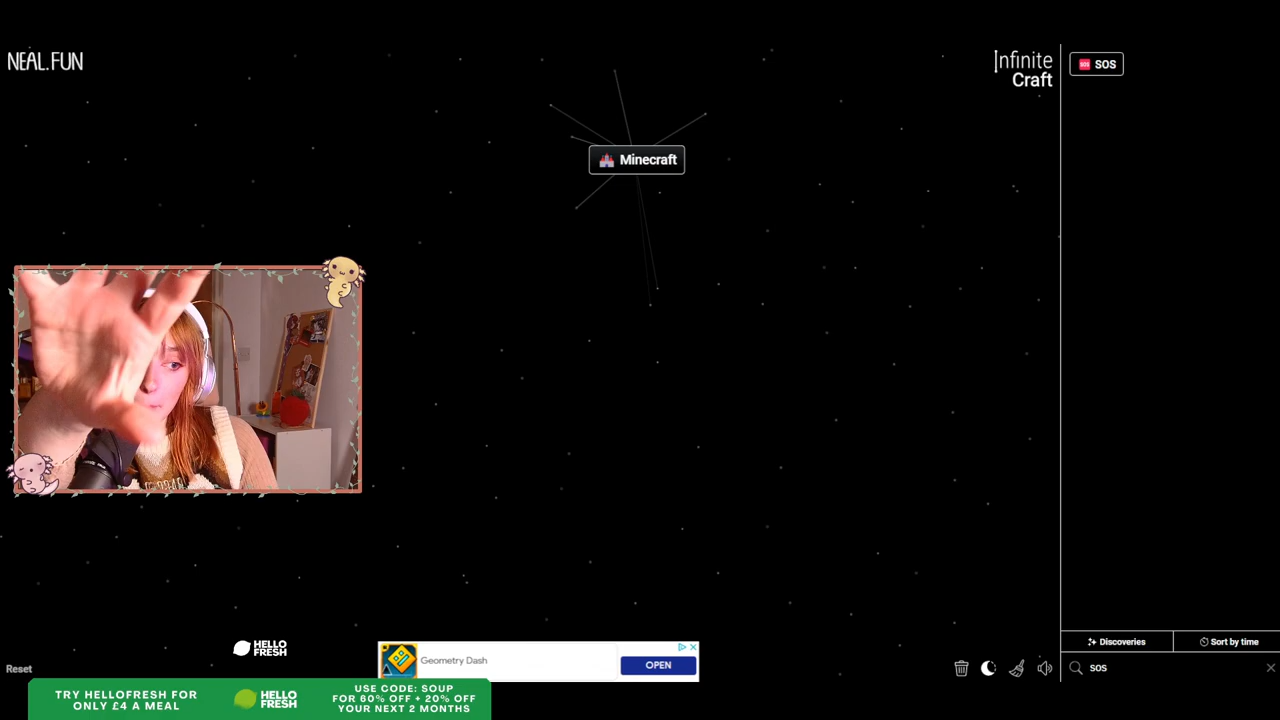 NEAL.FUN
Infinite
Craft
SOS
SOS
Minecraft
HELLO
FRESH
Geometry Dash
OPEN
Discoveries
Sort by time
Reset
SOS
TRY HELLOFRESH FOR
ONLY £4 A MEAL
HELLO
FRESH
USE CODE: SOUP
FOR 60% OFF + 20% OFF
YOUR NEXT 2 MONTHS